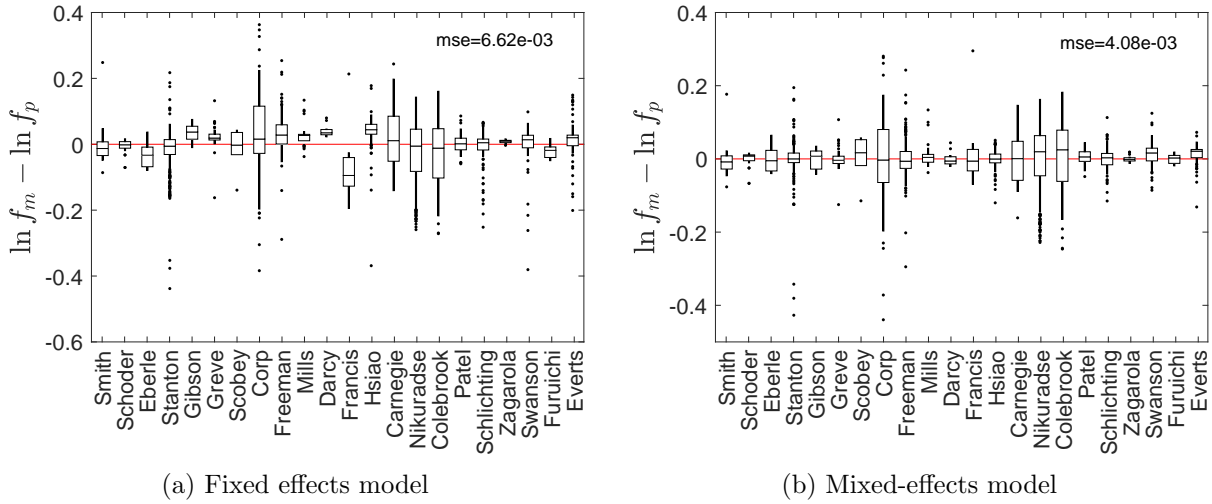 0.4
0.2
0
-0.2
-0.4
-0.6
ln f_m − ln f_p
mse=6.62e-03
Smith
Schoder
Eberle
Stanton
Gibson
Greve
Scobey
Corp
Freeman
Mills
Darcy
Francis
Hsiao
Carnegie
Nikuradse
Colebrook
Patel
Schlichting
Zagarola
Swanson
Furuichi
Everts
(a) Fixed effects model
0.4
0.2
0
-0.2
-0.4
ln f_m − ln f_p
mse=4.08e-03
Smith
Schoder
Eberle
Stanton
Gibson
Greve
Scobey
Corp
Freeman
Mills
Darcy
Francis
Hsiao
Carnegie
Nikuradse
Colebrook
Patel
Schlichting
Zagarola
Swanson
Furuichi
Everts
(b) Mixed-effects model